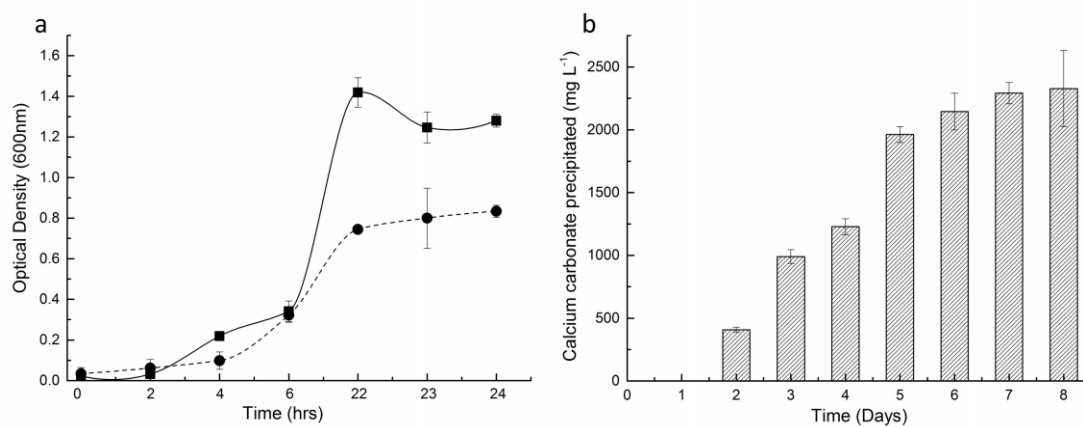 a
1.6
1.4
1.2
1.0
0.8
0.6
0.4
0.2
0.0
Optical Density (600nm)
0 2 4 6 22 23 24
Time (hrs)
b
2500
2000
1500
1000
500
0
Calcium carbonate precipitated (mg L⁻¹)
0 1 2 3 4 5 6 7 8
Time (Days)